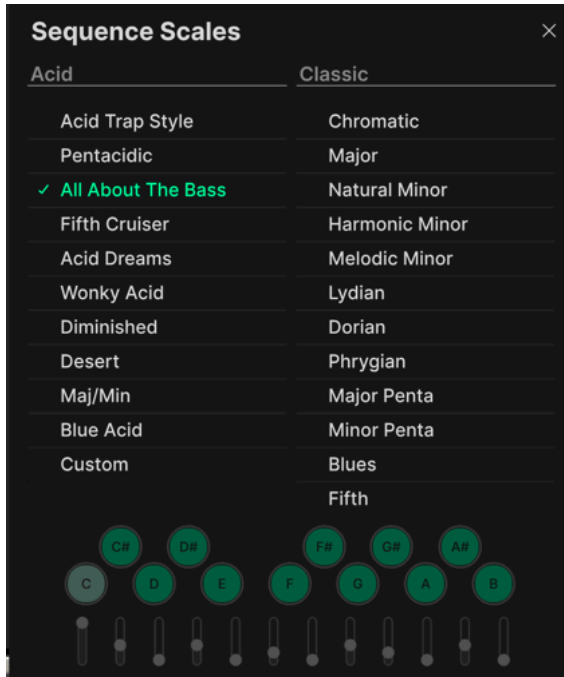 Sequence Scales
Acid
Classic
Acid Trap Style
Pentacidic
All About The Bass
Fifth Cruiser
Acid Dreams
Wonky Acid
Diminished
Desert
Maj/Min
Blue Acid
Custom
Chromatic
Major
Natural Minor
Harmonic Minor
Melodic Minor
Lydian
Dorian
Phrygian
Major Penta
Minor Penta
Blues
Fifth
C# D# F# G# A#
C D E F G A B